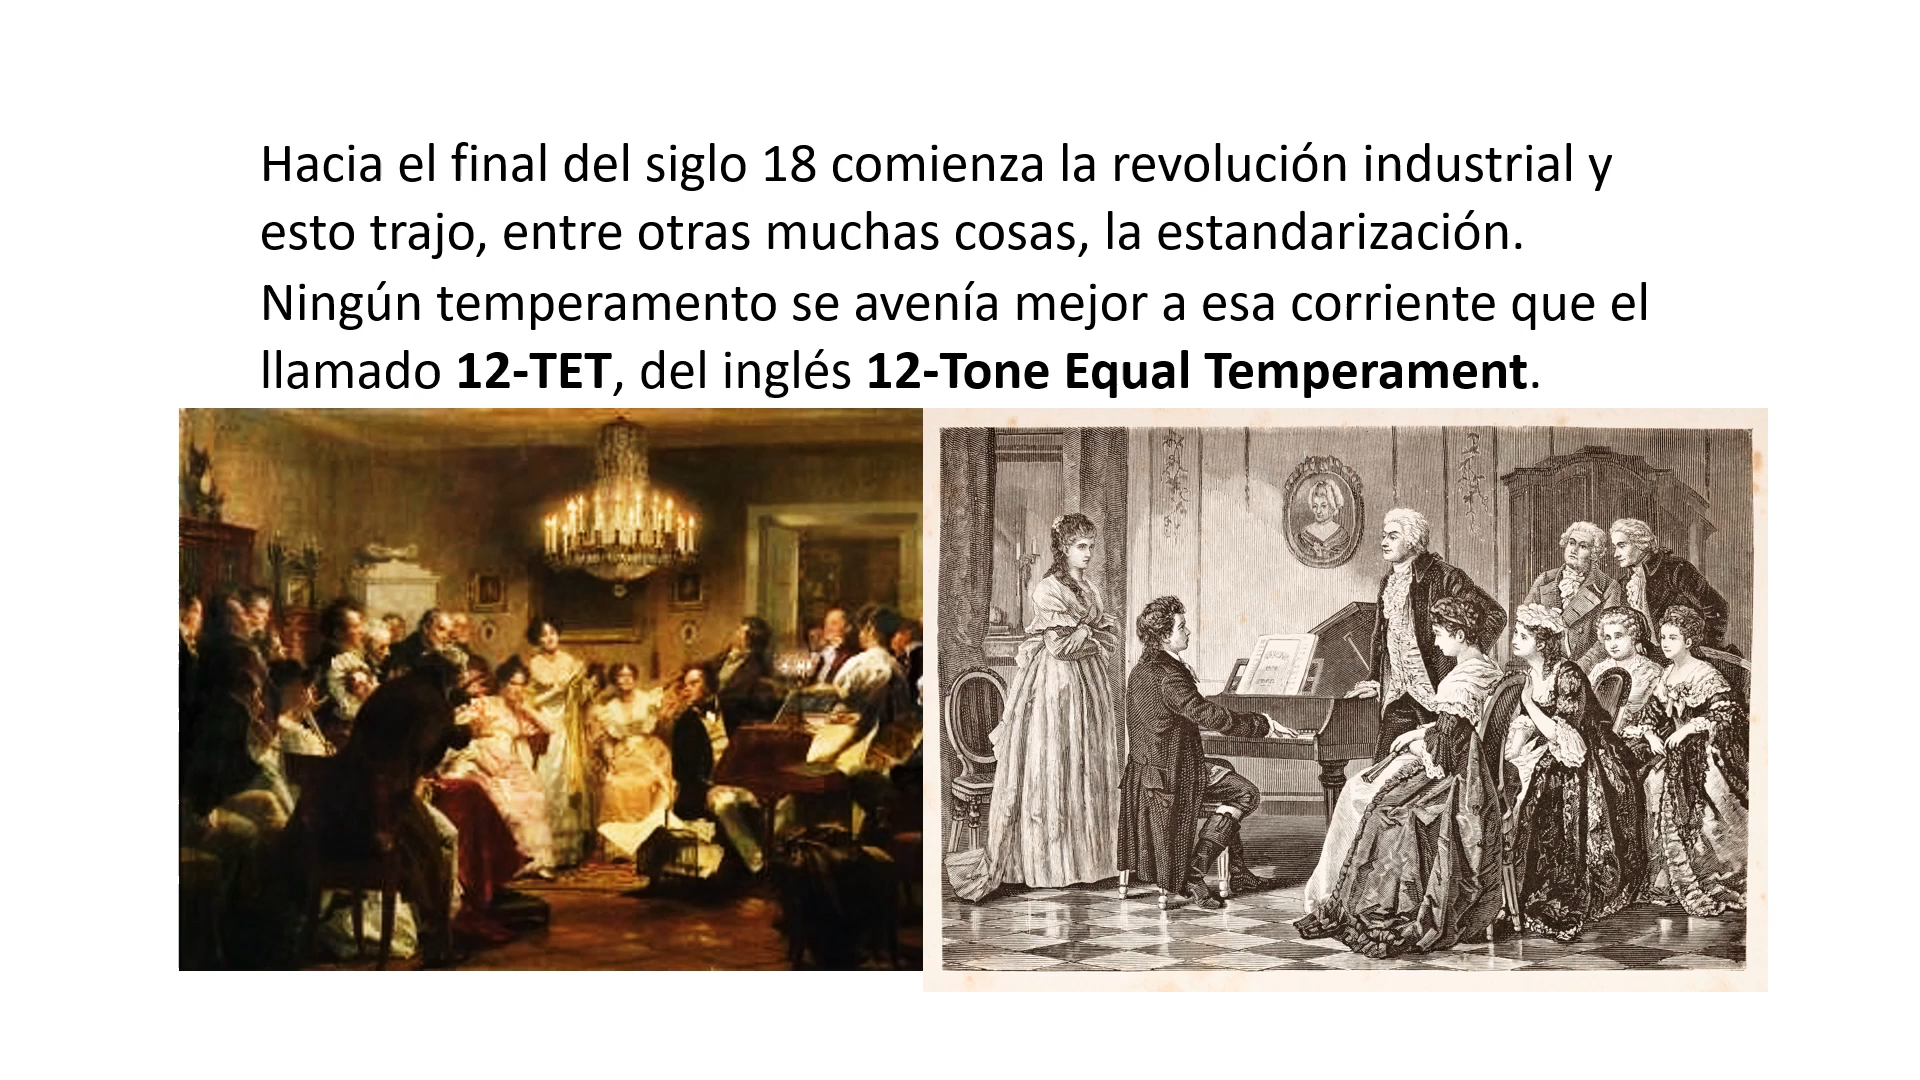 Hacia el final del siglo 18 comienza la revolución industrial y
esto trajo, entre otras muchas cosas, la estandarización.
Ningún temperamento se avenía mejor a esa corriente que el
llamado 12-TET, del inglés 12-Tone Equal Temperament.